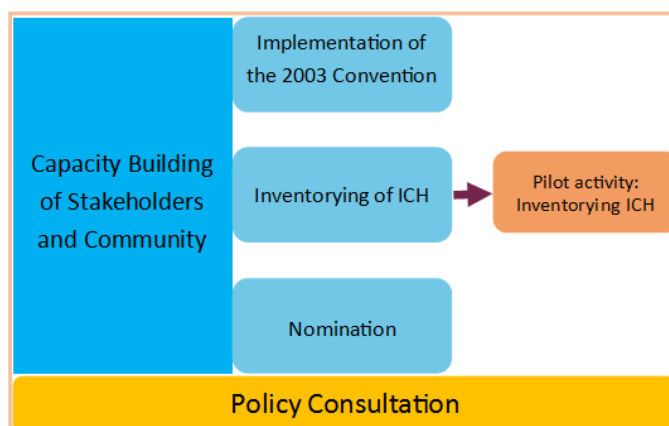 Implementation of
the 2003 Convention
Capacity Building
of Stakeholders
and Community
Inventorying of ICH
Pilot activity:
Inventorying ICH
Nomination
Policy Consultation